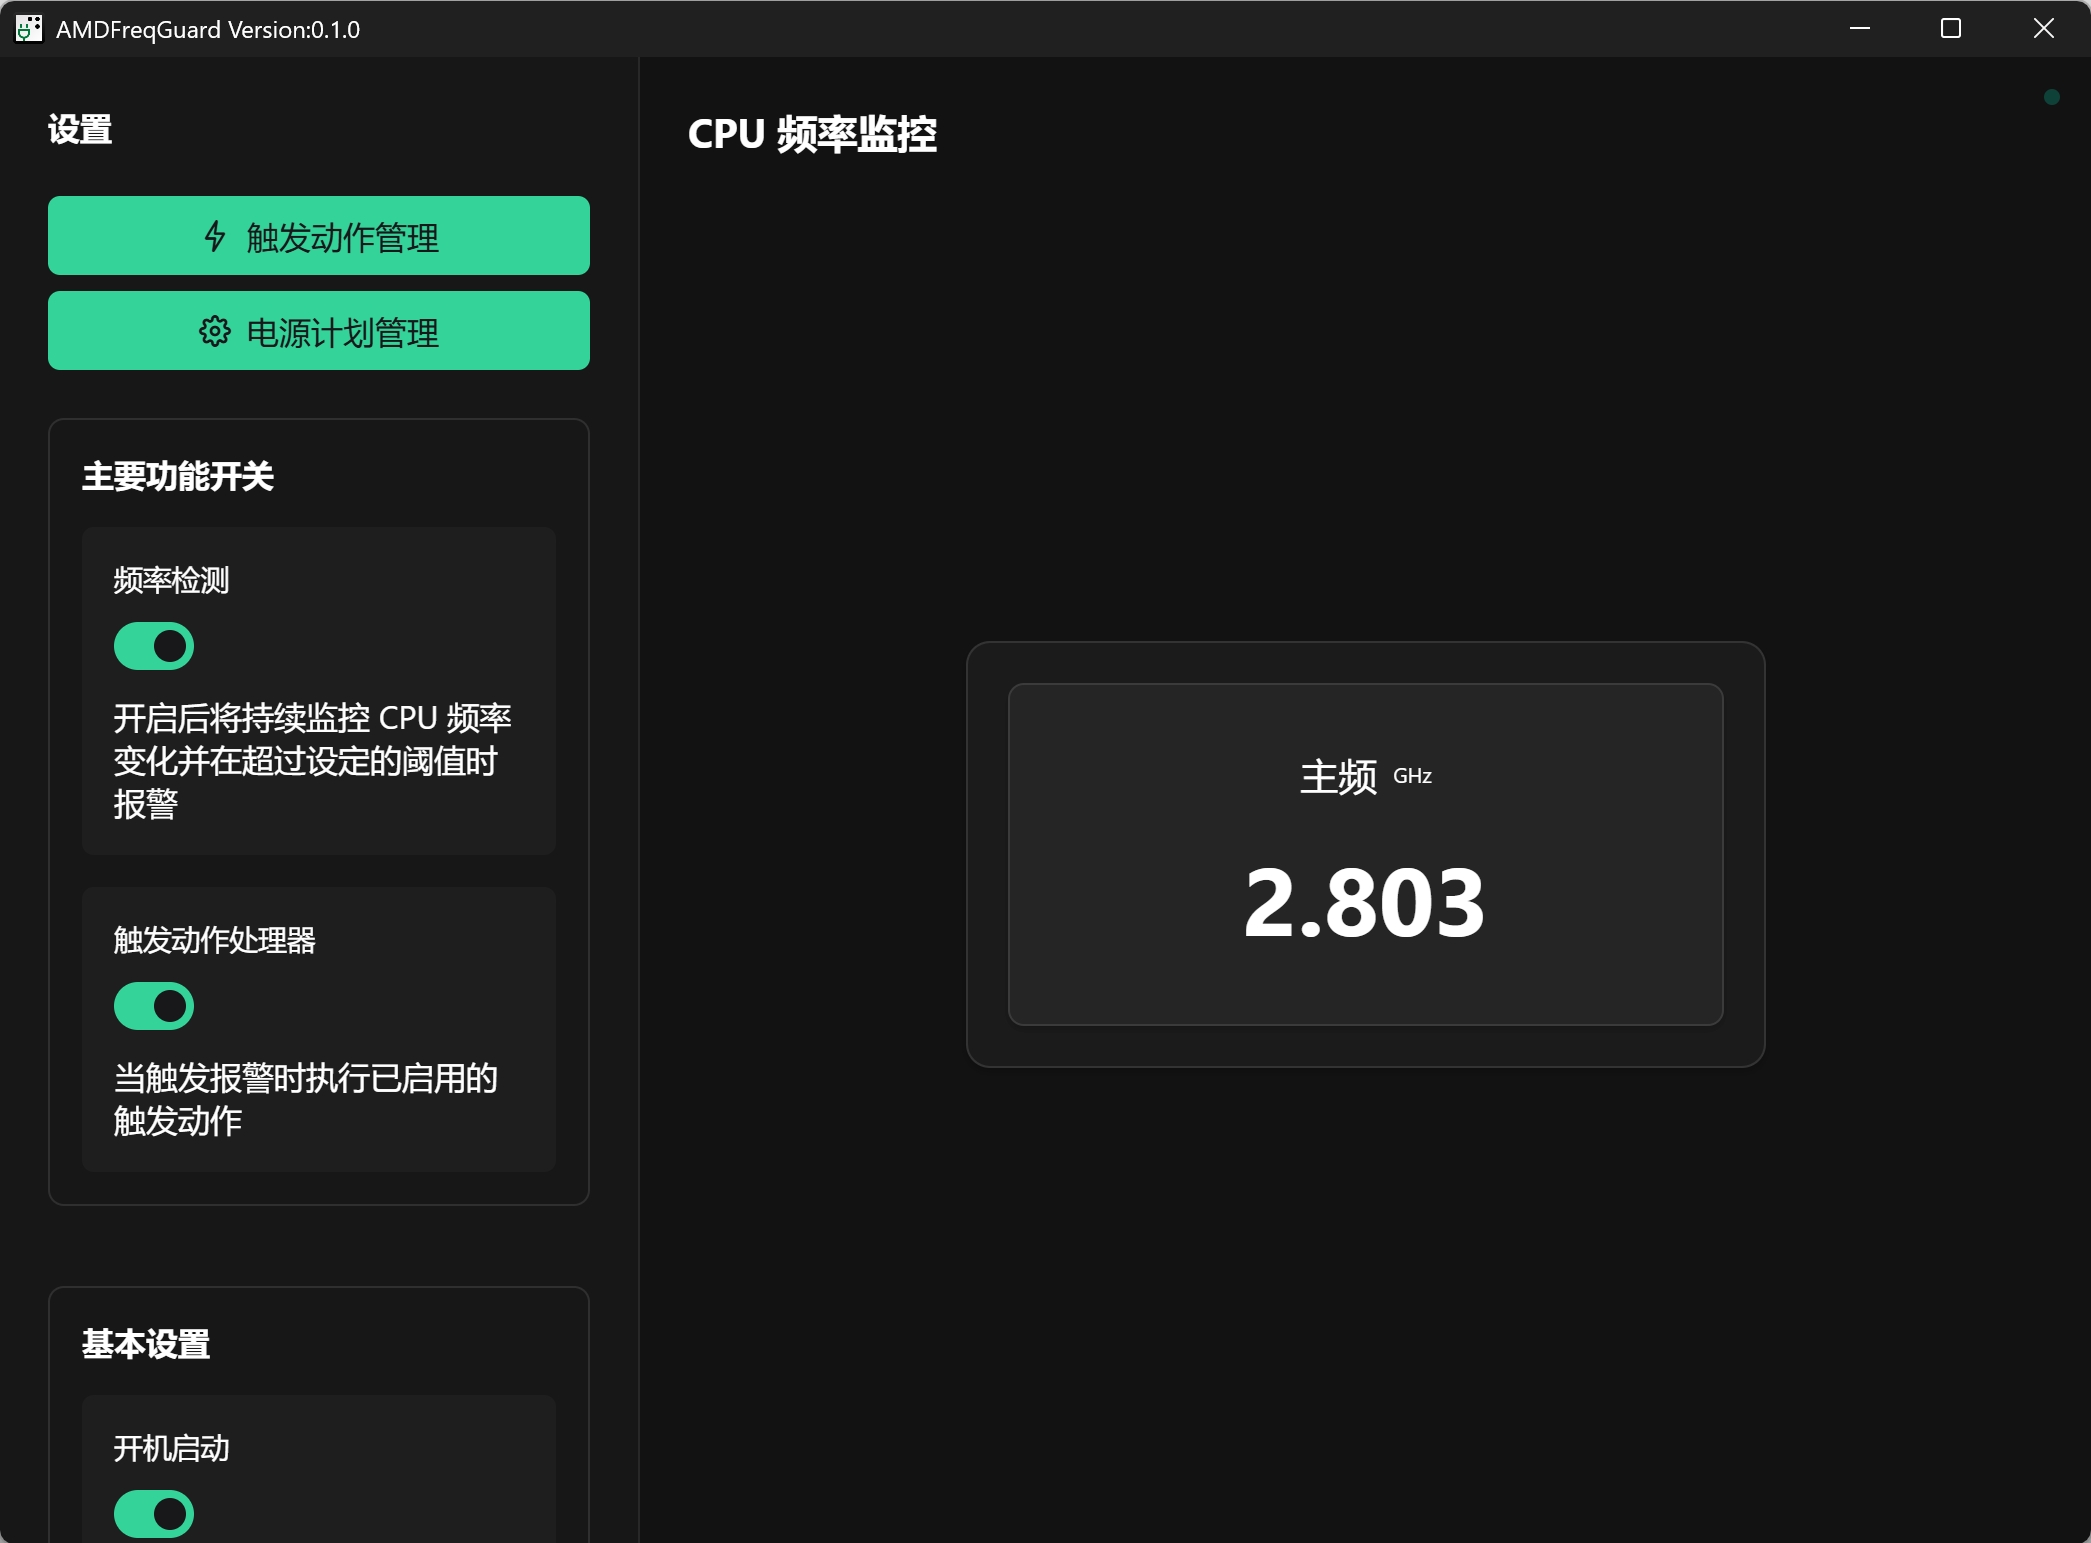 AMDFreqGuard Version:0.1.0
设置
触发动作管理
电源计划管理
主要功能开关
频率检测
开启后将持续监控 CPU 频率
变化并在超过设定的阈值时
报警
触发动作处理器
当触发报警时执行已启用的
触发动作
基本设置
开机启动
CPU 频率监控
主频 GHz
2.803